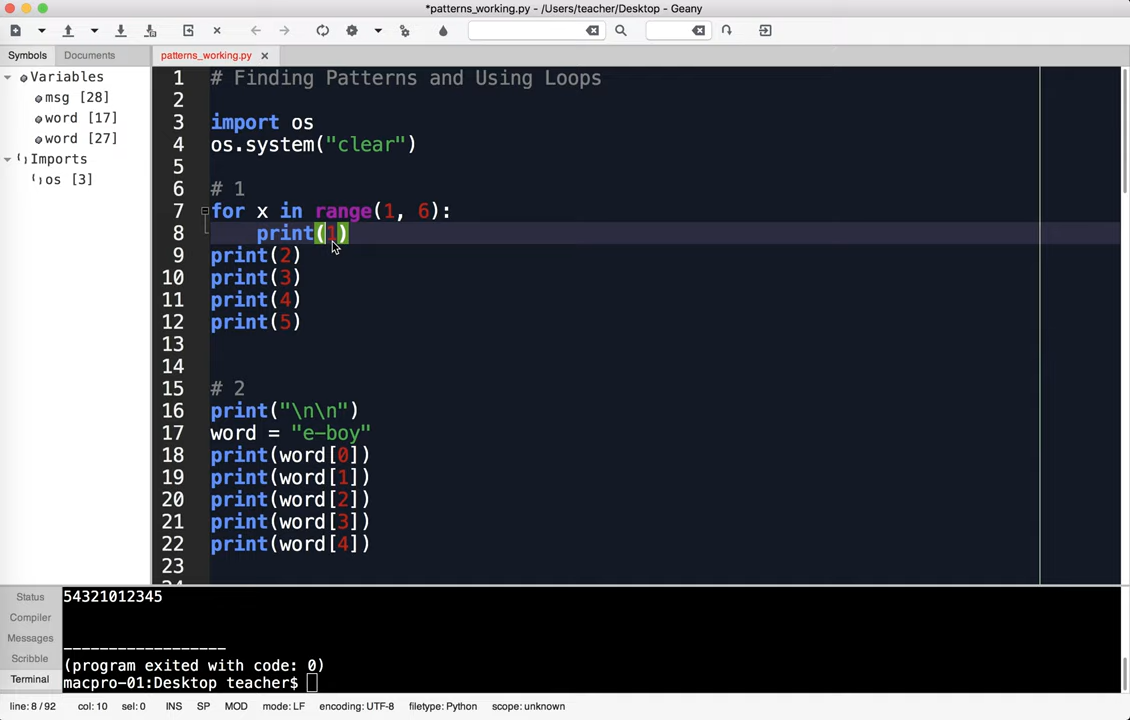 *patterns_working.py - /Users/teacher/Desktop - Geany
Symbols Documents patterns_working.py
Variables
msg [28]
word [17]
word [27]
Imports
os [3]
1 # Finding Patterns and Using Loops
2
3 import os
4 os.system("clear")
5
6 # 1
7 for x in range(1, 6):
8 print(1)
9 print(2)
10 print(3)
11 print(4)
12 print(5)
13
14
15 # 2
16 print("\n\n")
17 word = "e-boy"
18 print(word[0])
19 print(word[1])
20 print(word[2])
21 print(word[3])
22 print(word[4])
23
24
Status
Compiler
Messages
Scribble
Terminal
54321012345
------------------
(program exited with code: 0)
macpro-01:Desktop teacher$
line: 8 / 92 col: 10 sel: 0 INS SP MOD mode: LF encoding: UTF-8 filetype: Python scope: unknown